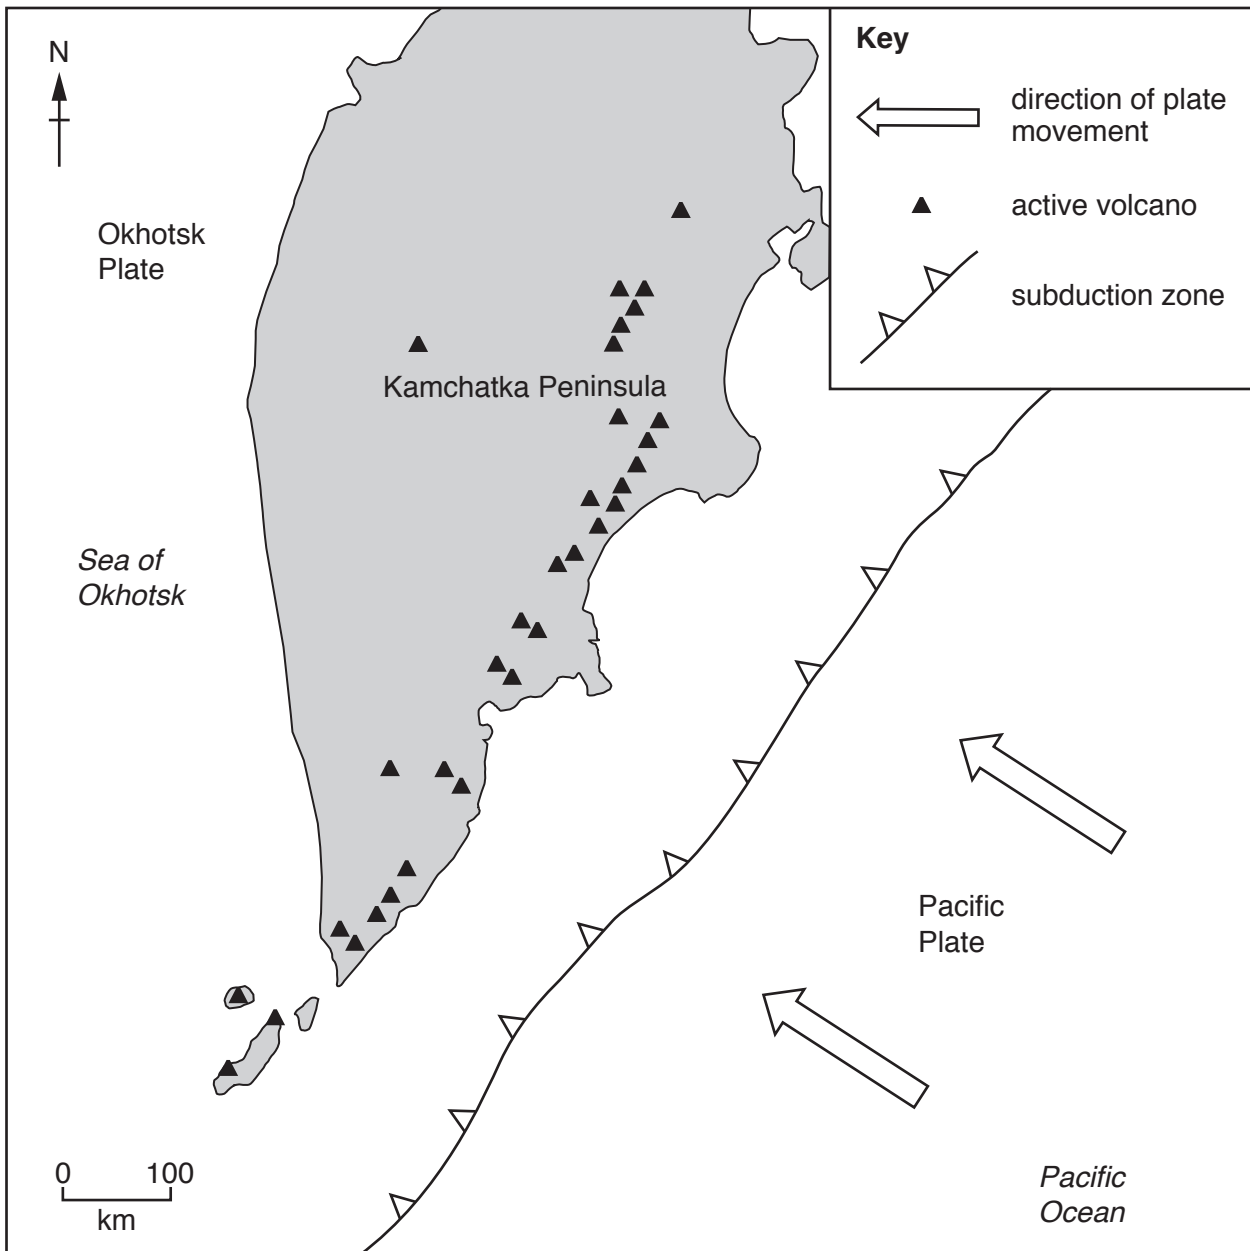 N
Key
direction of plate
movement
active volcano
subduction zone
Okhotsk
Plate
Kamchatka Peninsula
Sea of
Okhotsk
Pacific
Plate
0 100
km
Pacific
Ocean